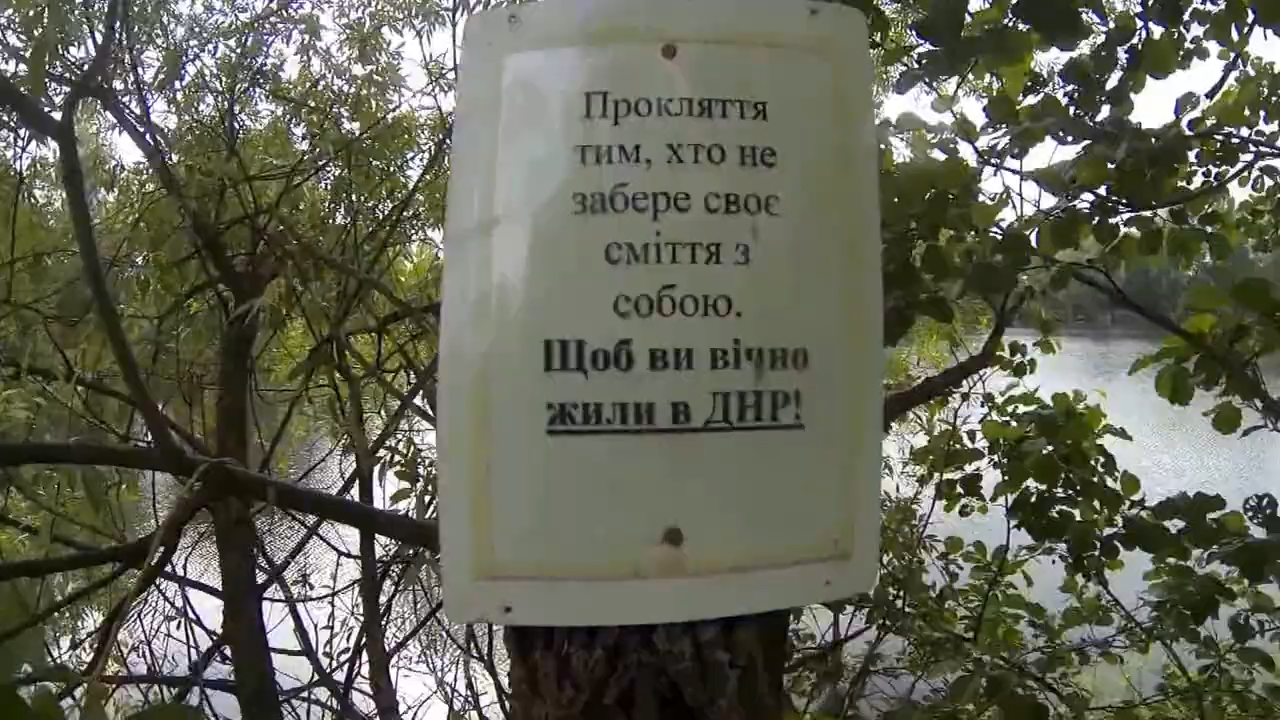 Прокляття
тим, хто не
забере своє
сміття з
собою.
Щоб ви вічно
жили в ДНР!